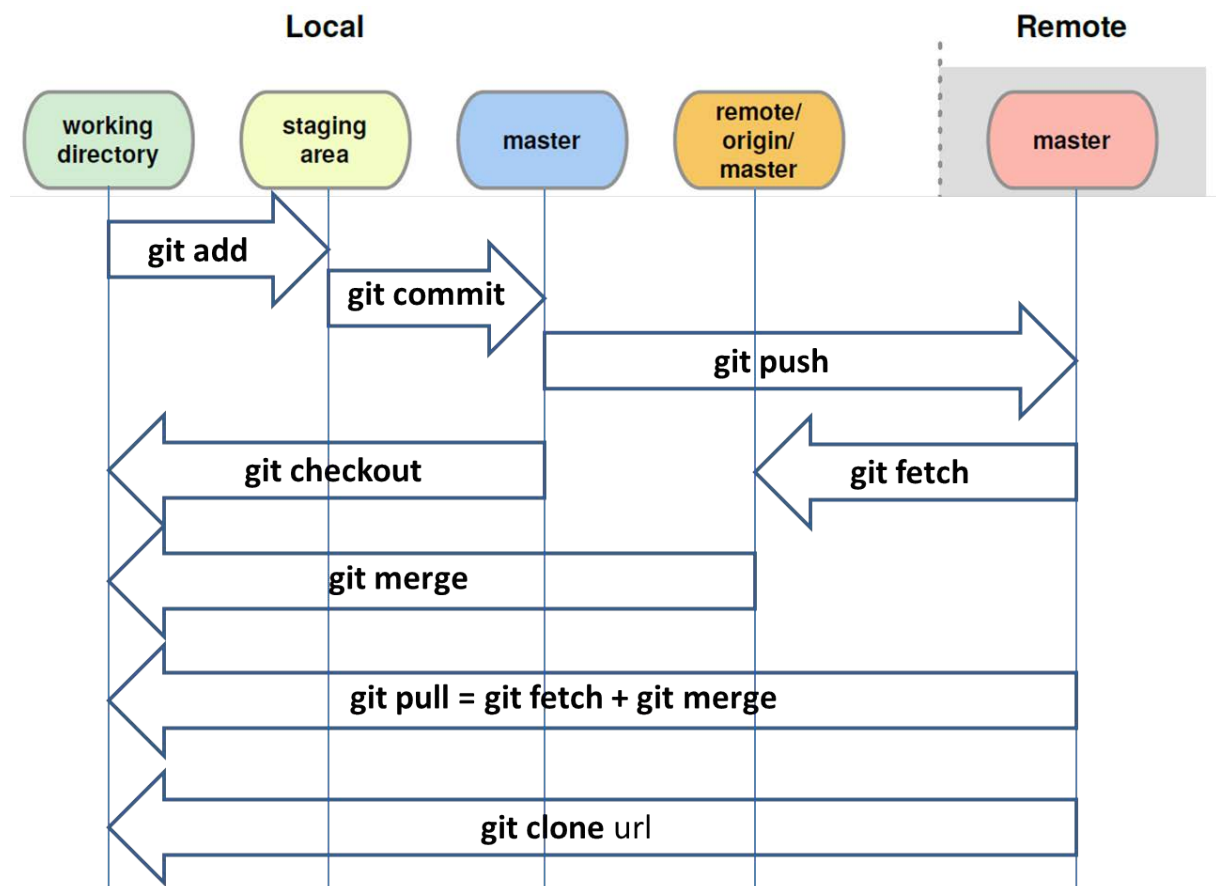 Local
Remote
working
directory
staging
area
master
remote/
origin/
master
master
git add
git commit
git push
git checkout
git fetch
git merge
git pull = git fetch + git merge
git clone url